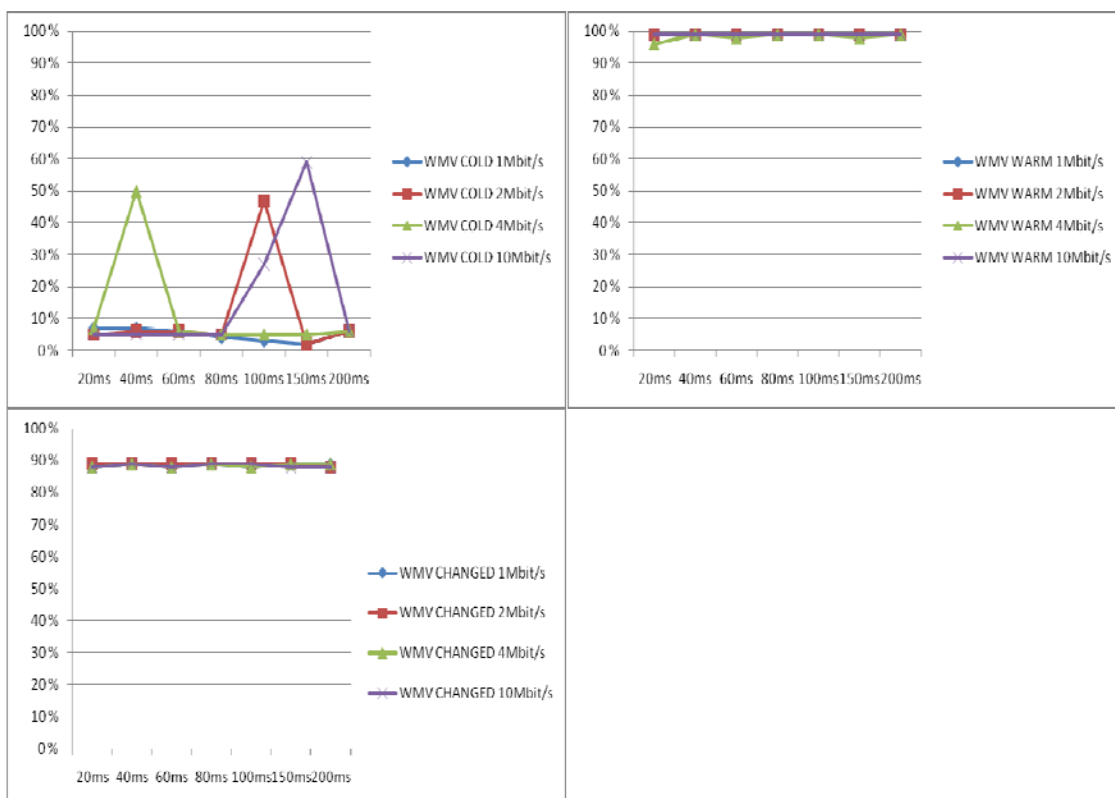 100%
90%
80%
70%
60%
50%
40%
30%
20%
10%
0%
20ms 40ms 60ms 80ms 100ms 150ms 200ms
WMV COLD 1Mbit/s
WMV COLD 2Mbit/s
WMV COLD 4Mbit/s
WMV COLD 10Mbit/s
100%
90%
80%
70%
60%
50%
40%
30%
20%
10%
0%
20ms 40ms 60ms 80ms 100ms 150ms 200ms
WMV WARM 1Mbit/s
WMV WARM 2Mbit/s
WMV WARM 4Mbit/s
WMV WARM 10Mbit/s
100%
90%
80%
70%
60%
50%
40%
30%
20%
10%
0%
20ms 40ms 60ms 80ms 100ms 150ms 200ms
WMV CHANGED 1Mbit/s
WMV CHANGED 2Mbit/s
WMV CHANGED 4Mbit/s
WMV CHANGED 10Mbit/s